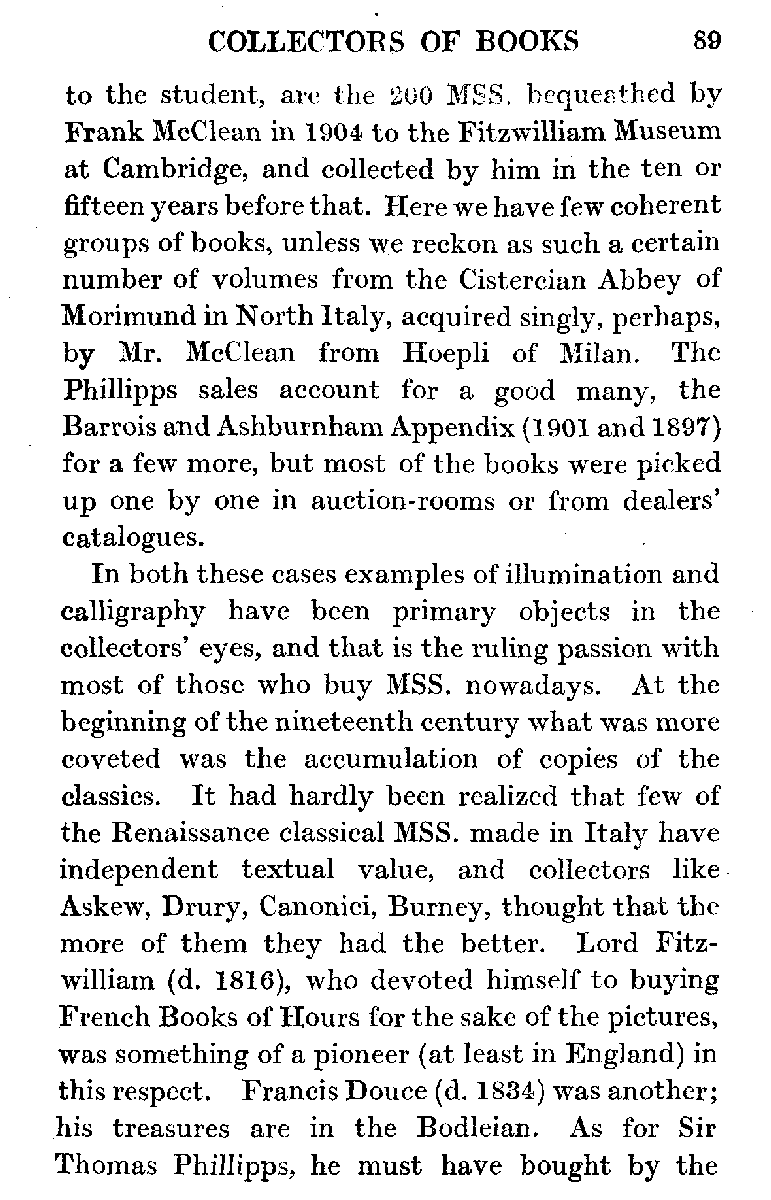 COLLECTORS OF BOOKS 89
to the student, are the 200 MSS. bequeathed by
Frank McClean in 1904 to the Fitzwilliam Museum
at Cambridge, and collected by him in the ten or
fifteen years before that. Here we have few coherent
groups of books, unless we reckon as such a certain
number of volumes from the Cistercian Abbey of
Morimund in North Italy, acquired singly, perhaps,
by Mr. McClean from Hoepli of Milan. The
Phillipps sales account for a good many, the
Barrois and Ashburnham Appendix (1901 and 1897)
for a few more, but most of the books were picked
up one by one in auction-rooms or from dealers'
catalogues.
In both these cases examples of illumination and
calligraphy have been primary objects in the
collectors' eyes, and that is the ruling passion with
most of those who buy MSS. nowadays. At the
beginning of the nineteenth century what was more
coveted was the accumulation of copies of the
classics. It had hardly been realized that few of
the Renaissance classical MSS. made in Italy have
independent textual value, and collectors like
Askew, Drury, Canonici, Burney, thought that the
more of them they had the better. Lord Fitz-
william (d. 1816), who devoted himself to buying
French Books of Hours for the sake of the pictures,
was something of a pioneer (at least in England) in
this respect. Francis Douce (d. 1834) was another;
his treasures are in the Bodleian. As for Sir
Thomas Phillipps, he must have bought by the